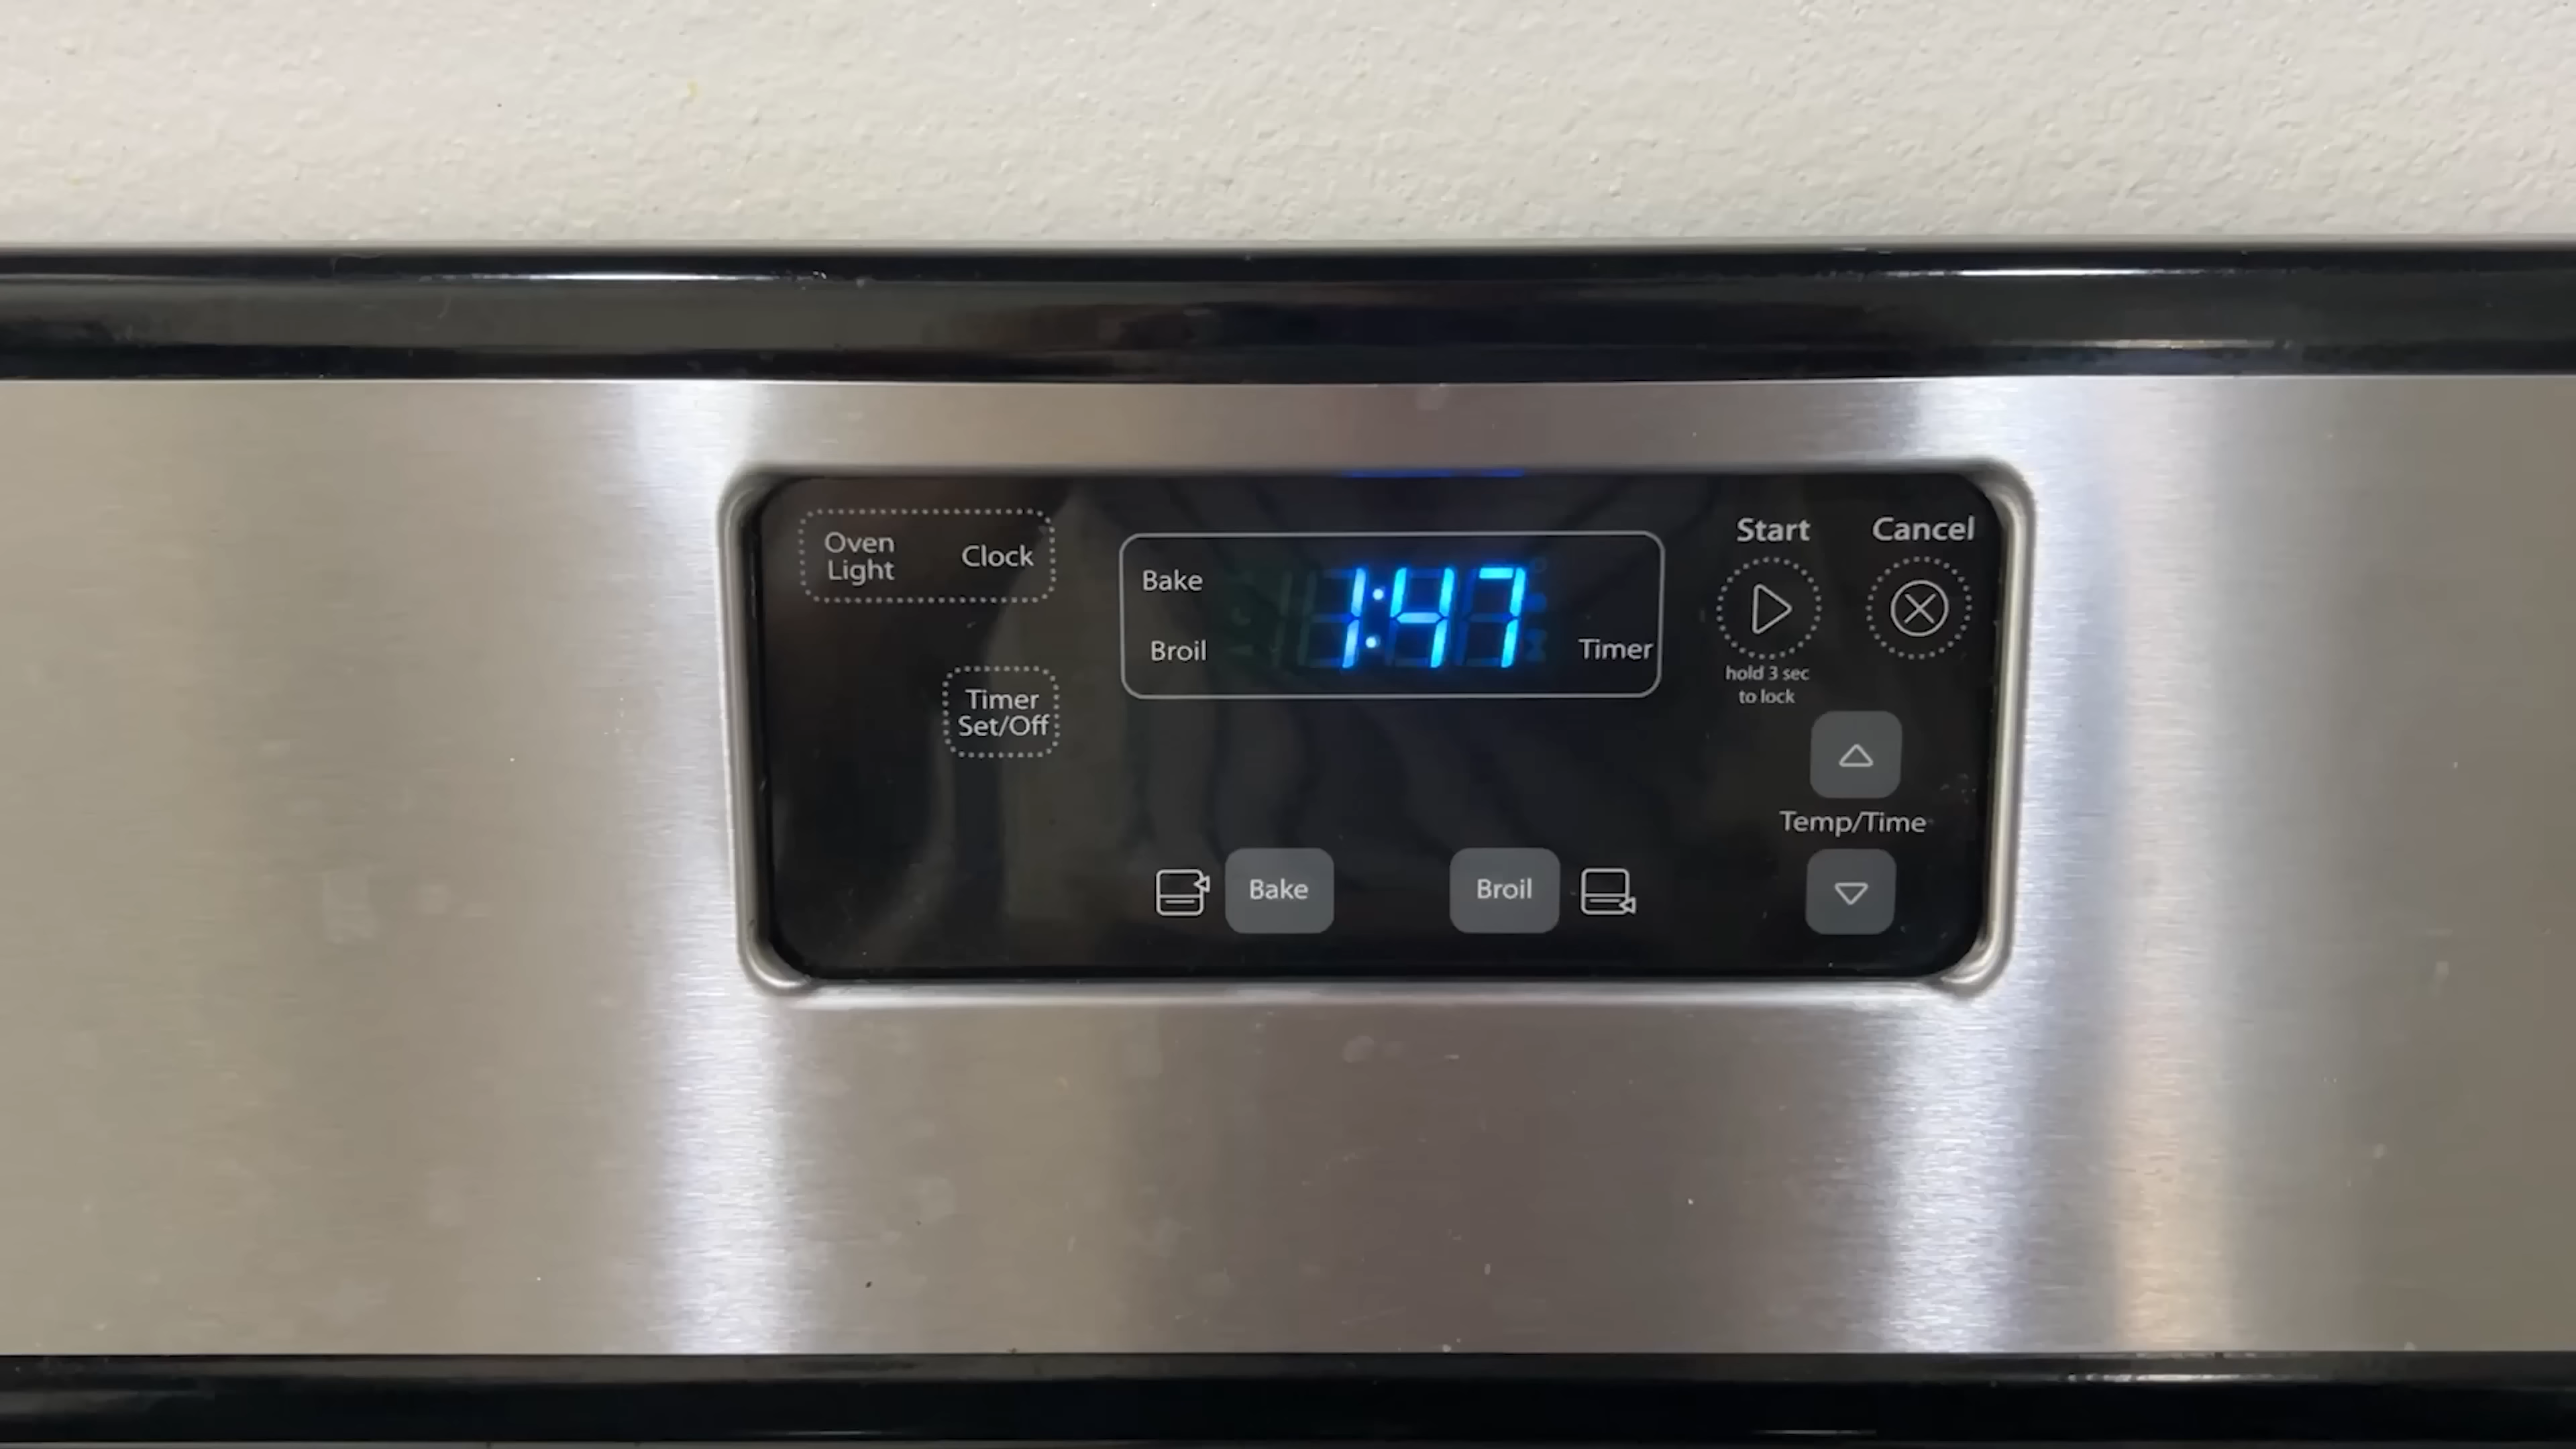 Oven
Light
Clock
Timer
Set/Off
Bake
Broil
1:47
Timer
Start
Cancel
hold 3 sec
to lock
Temp/Time
Bake
Broil